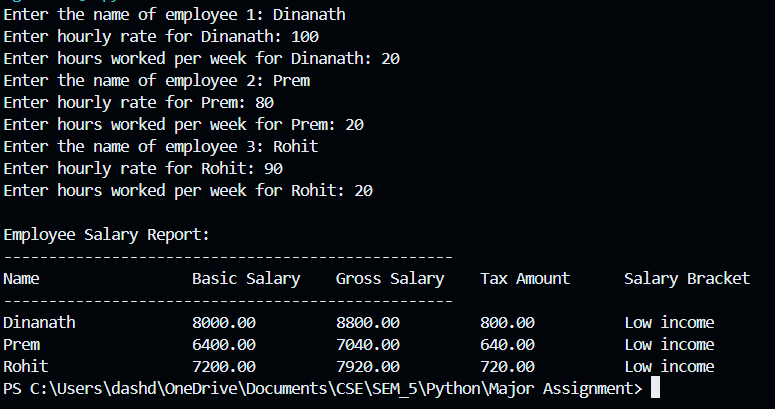 Enter the name of employee 1: Dinanath
Enter hourly rate for Dinanath: 100
Enter hours worked per week for Dinanath: 20
Enter the name of employee 2: Prem
Enter hourly rate for Prem: 80
Enter hours worked per week for Prem: 20
Enter the name of employee 3: Rohit
Enter hourly rate for Rohit: 90
Enter hours worked per week for Rohit: 20

Employee Salary Report:
--------------------------------------------------
Name                 Basic Salary    Gross Salary    Tax Amount      Salary Bracket
--------------------------------------------------
Dinanath             8000.00         8800.00         800.00          Low income
Prem                 6400.00         7040.00         640.00          Low income
Rohit                7200.00         7920.00         720.00          Low income
PS C:\Users\dashd\OneDrive\Documents\CSE\SEM_5\Python\Major Assignment>